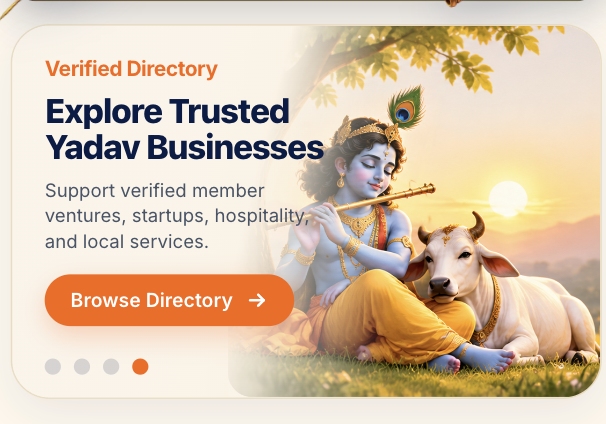 Verified Directory
Explore Trusted
Yadav Businesses
Support verified member
ventures, startups, hospitality,
and local services.
Browse Directory →